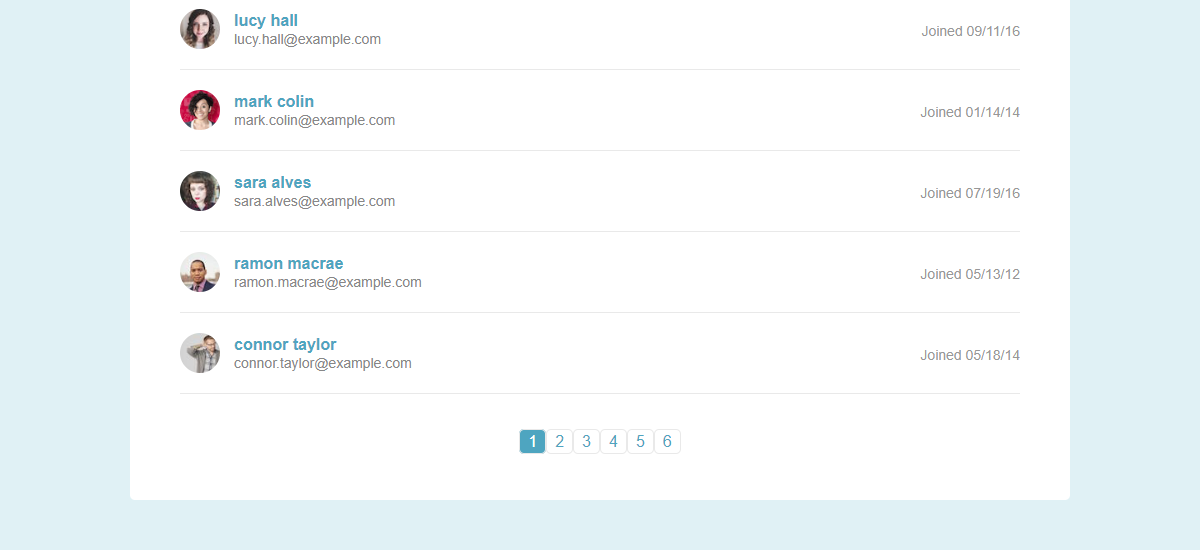 lucy hall
lucy.hall@example.com
Joined 09/11/16
mark colin
mark.colin@example.com
Joined 01/14/14
sara alves
sara.alves@example.com
Joined 07/19/16
ramon macrae
ramon.macrae@example.com
Joined 05/13/12
connor taylor
connor.taylor@example.com
Joined 05/18/14
1 2 3 4 5 6